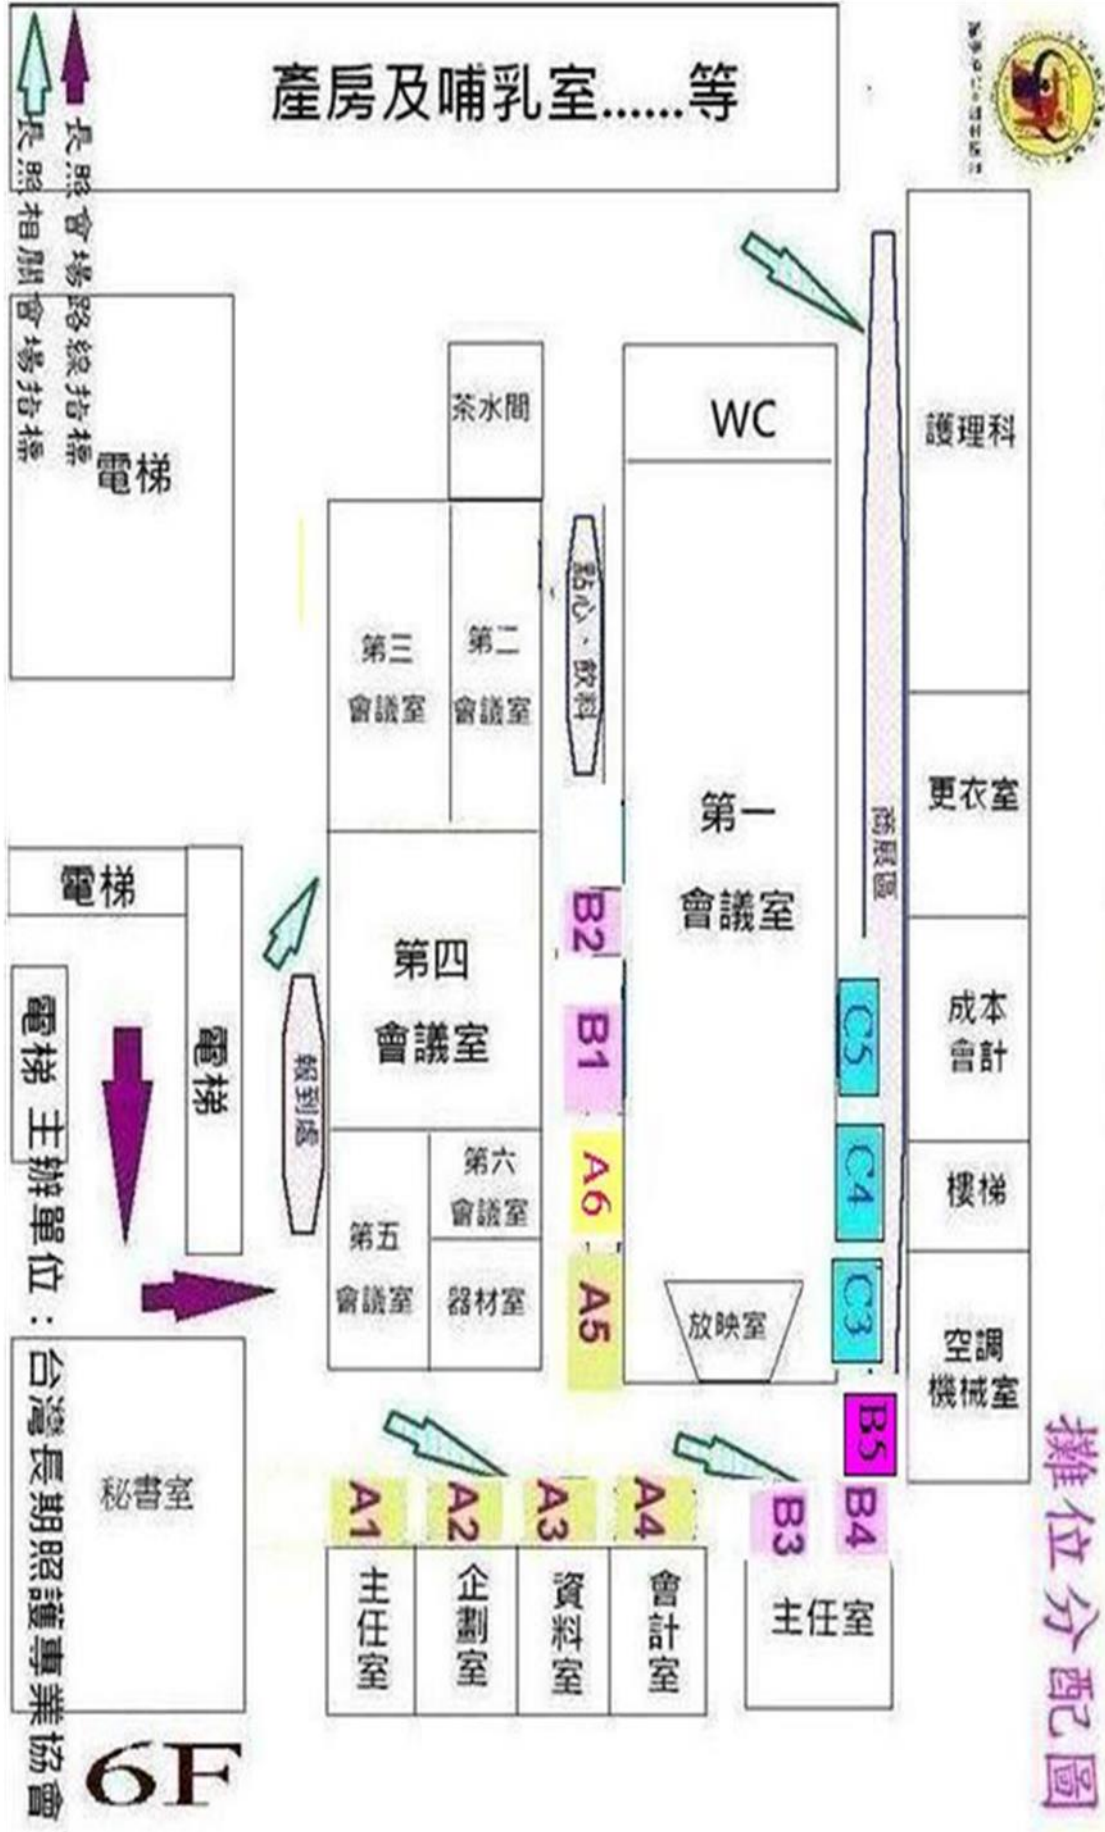 產房及哺乳室......等
長照會場路線指標
長照相關會場指標
電梯
茶水間
WC
護理科
第三
會議室
第二
會議室
點心、飲料
第一
會議室
更衣室
商展區
電梯
電梯
電梯
第四
會議室
報到處
B2
B1
C5
成本
會計
A6
C4
樓梯
第六
會議室
第五
會議室
器材室
A5
放映室
C3
空調
機械室
B5
秘書室
A1
A2
A3
A4
B3
B4
主任室
企劃室
資料室
會計室
主任室
主辦單位：台灣長期照護專業協會
6F
攤位分配圖